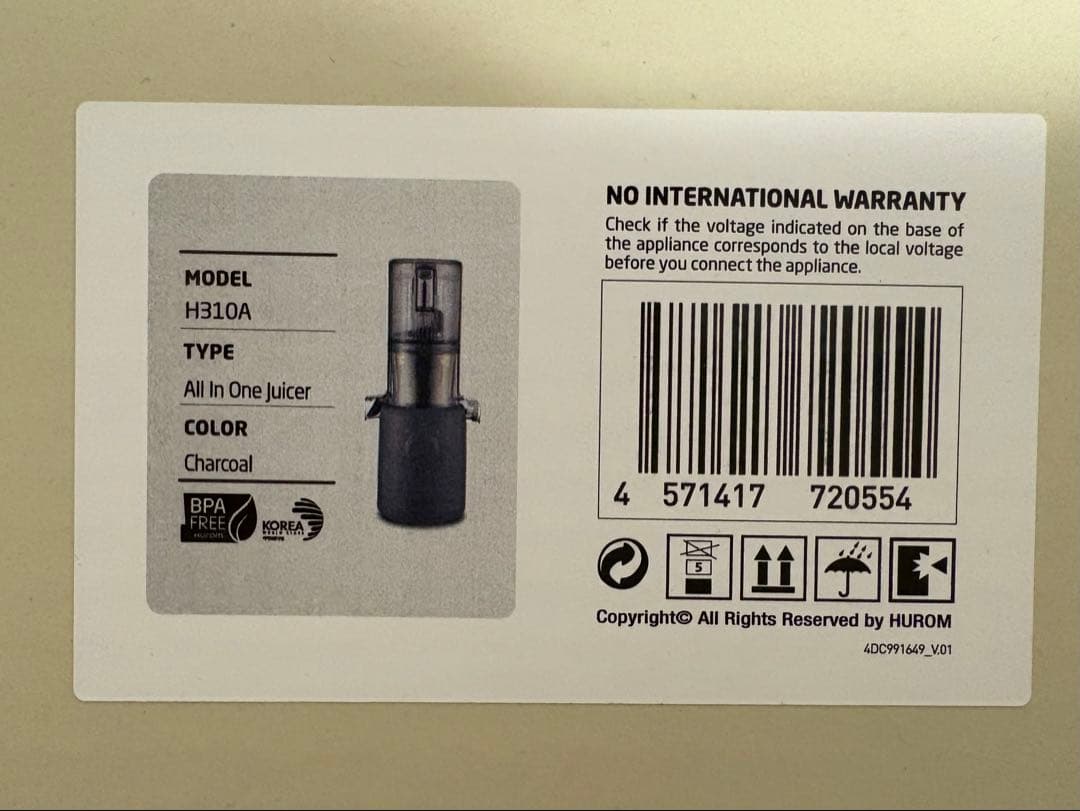 MODEL
H310A
TYPE
All In One Juicer
COLOR
Charcoal
BPA
FREE
HUROM
KOREA
NO INTERNATIONAL WARRANTY
Check if the voltage indicated on the base of
the appliance corresponds to the local voltage
before you connect the appliance.
4 571417 720554
5
Copyright© All Rights Reserved by HUROM
4DC991649_V.01